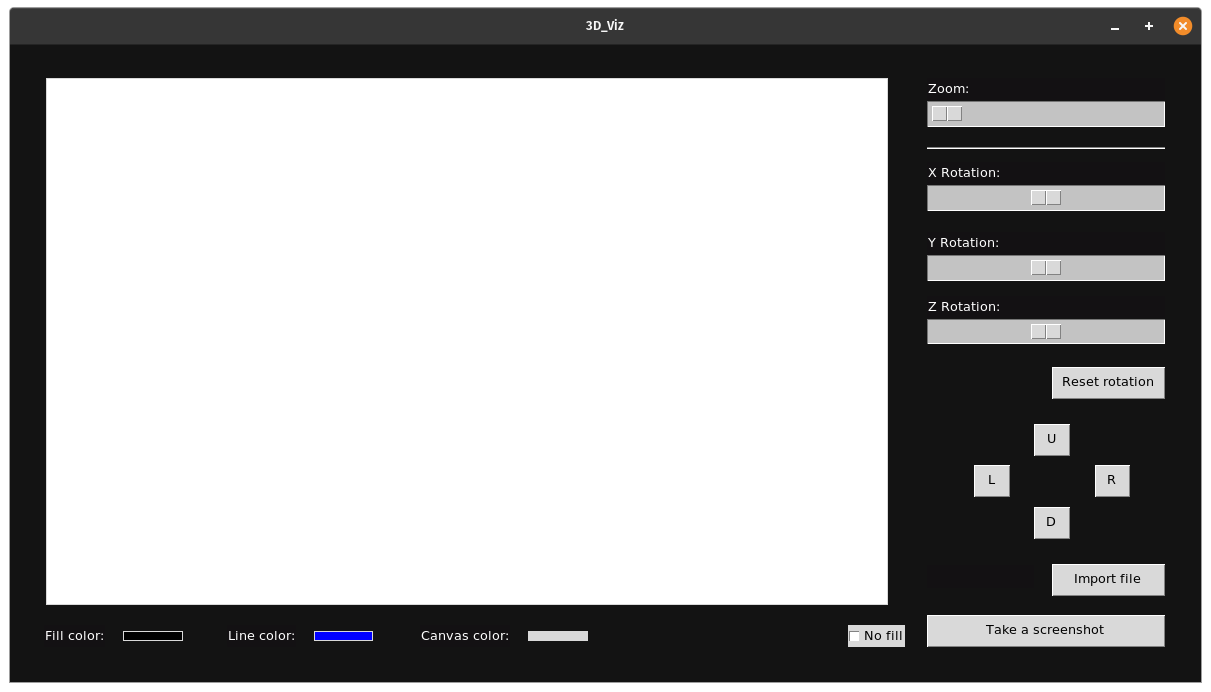 3D_Viz
Zoom:
X Rotation:
Y Rotation:
Z Rotation:
Reset rotation
U
L R
D
Import file
Take a screenshot
Fill color: Line color: Canvas color: No fill